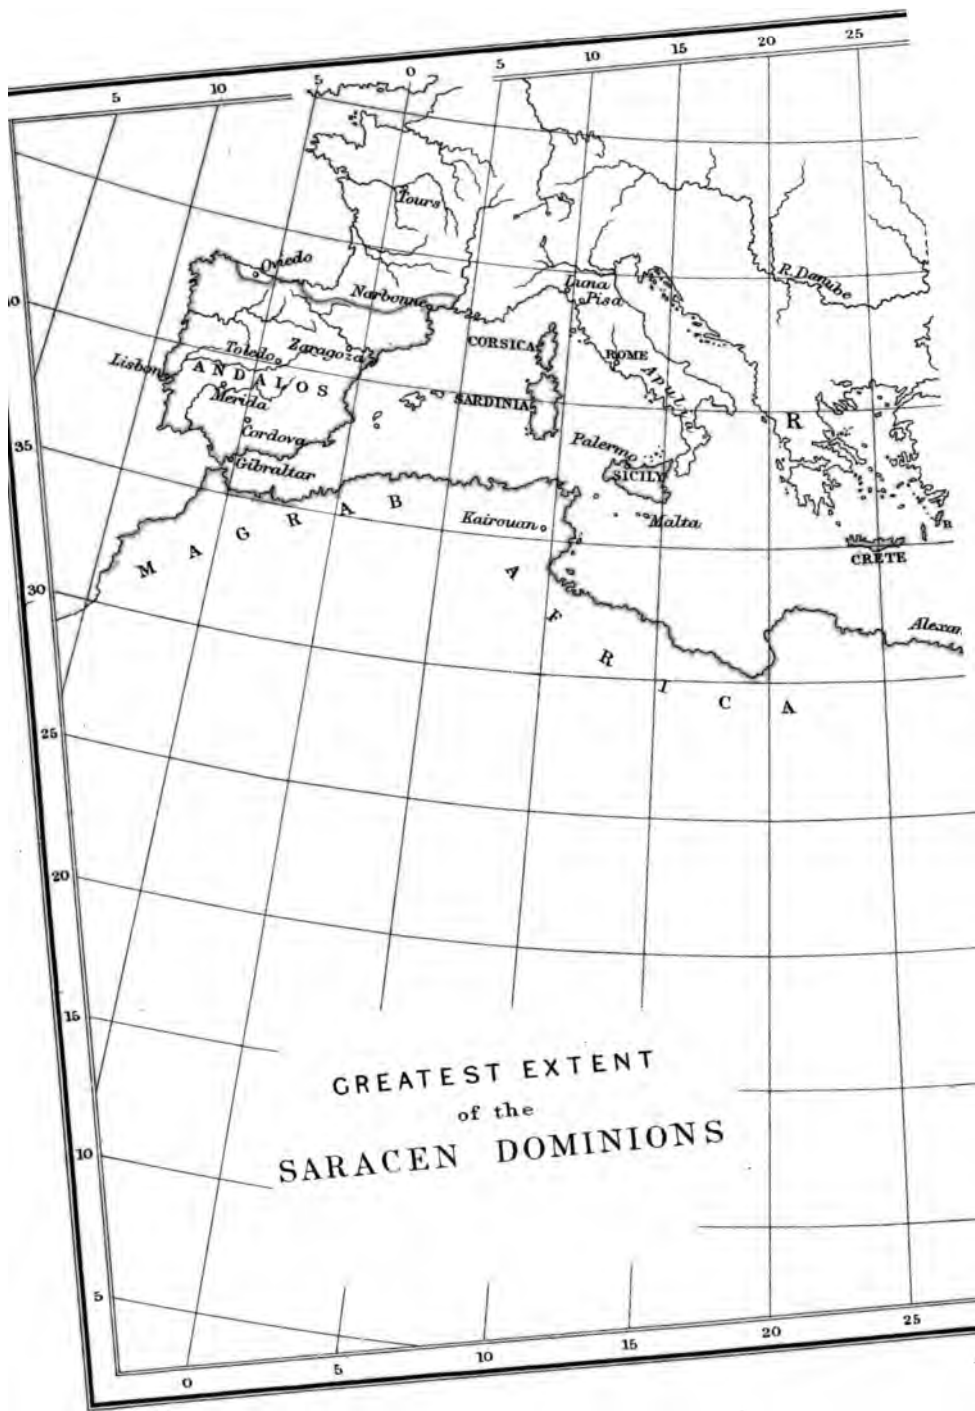 5 10 5 0 5 10 15 20 25
Tours
Oviedo
R. Danube
Luna
Narbonne
Pisa
Zaragoza
CORSICA
ROME
Toledo
Lisbon
ANDALOS
Apul
SARDINIA
Merida
R
35
Cordova
Palermo
Gibraltar
SICILY
MAGRAB
Kairouan
Malta
CRETE
30
AFRICA
Alexan
25
20
15
GREATEST EXTENT
of the
10
SARACEN DOMINIONS
5
0 5 10 15 20 25